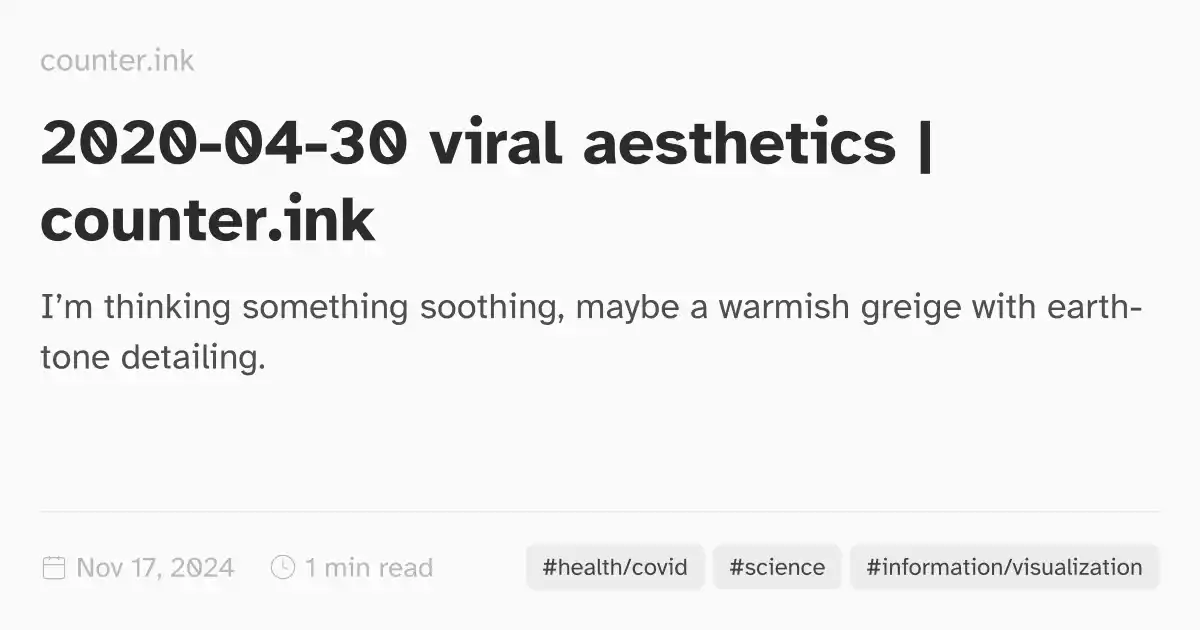 counter.ink
2020-04-30 viral aesthetics |
counter.ink
I’m thinking something soothing, maybe a warmish greige with earth-
tone detailing.
Nov 17, 2024 1 min read #health/covid #science #information/visualization